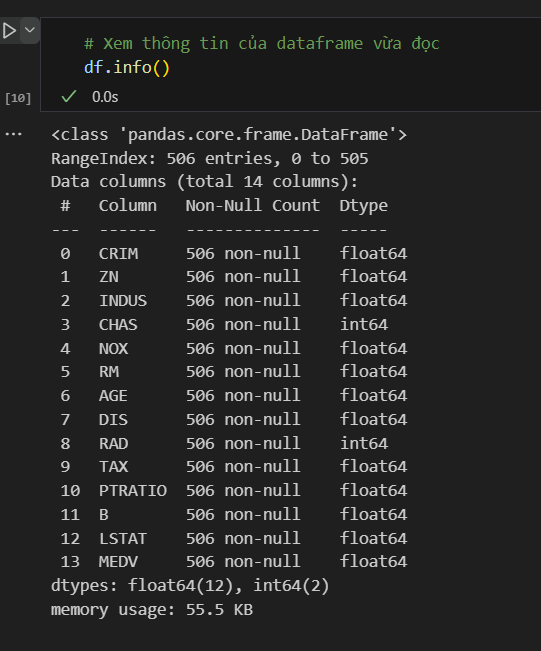 # Xem thông tin của dataframe vừa đọc
df.info()
[10]
0.0s
...
<class 'pandas.core.frame.DataFrame'>
RangeIndex: 506 entries, 0 to 505
Data columns (total 14 columns):
 #   Column   Non-Null Count  Dtype
---  ------   --------------  -----
 0   CRIM     506 non-null    float64
 1   ZN       506 non-null    float64
 2   INDUS    506 non-null    float64
 3   CHAS     506 non-null    int64
 4   NOX      506 non-null    float64
 5   RM       506 non-null    float64
 6   AGE      506 non-null    float64
 7   DIS      506 non-null    float64
 8   RAD      506 non-null    int64
 9   TAX      506 non-null    float64
 10  PTRATIO  506 non-null    float64
 11  B        506 non-null    float64
 12  LSTAT    506 non-null    float64
 13  MEDV     506 non-null    float64
dtypes: float64(12), int64(2)
memory usage: 55.5 KB